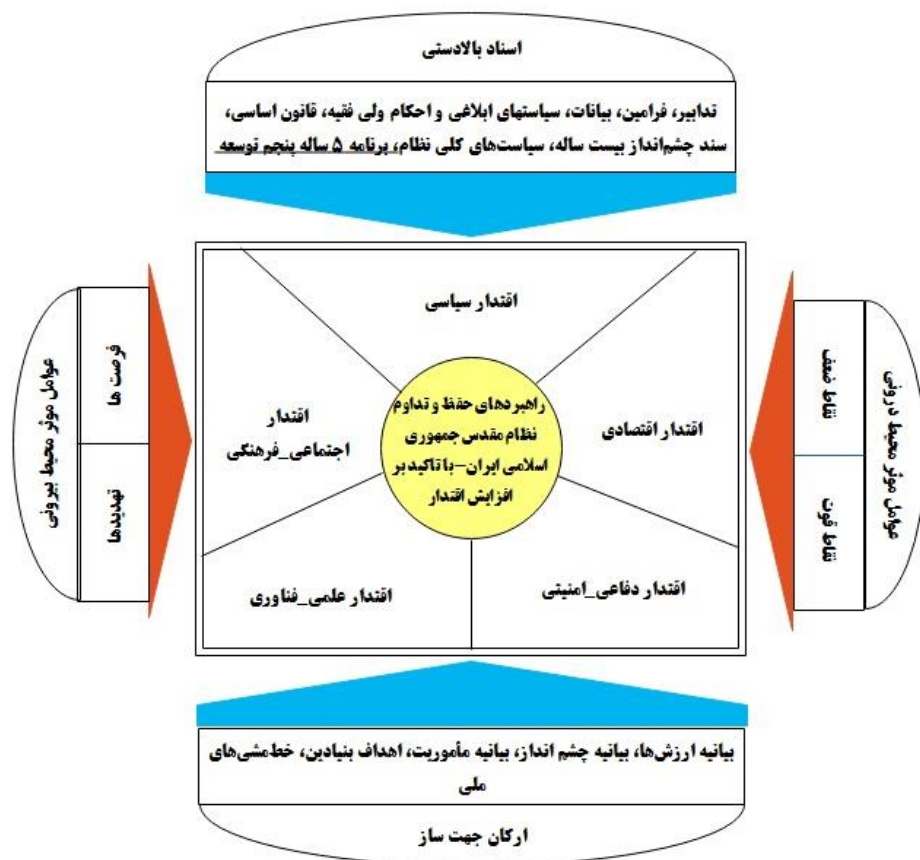 اسناد بالادستی
تدابیر، فرامین، بیانات، سیاستهای ابلاغی و احکام ولی فقیه، قانون اساسی،
سند چشم‌انداز بیست ساله، سیاست‌های کلی نظام، برنامه ۵ ساله پنجم توسعه
عوامل موثر محیط درونی
نقاط ضعف
نقاط قوت
اقتدار سیاسی
اقتدار اقتصادی
راهبردهای حفظ و تداوم
نظام مقدس جمهوری
اسلامی ایران–با تاکید بر
افزایش اقتدار
اقتدار
اجتماعی_فرهنگی
اقتدار دفاعی_امنیتی
اقتدار علمی_فناوری
فرصت ها
تهدیدها
عوامل موثر محیط بیرونی
بیانیه ارزش‌ها، بیانیه چشم انداز، بیانیه مأموریت، اهداف بنیادین، خط‌مشی‌های
ملی
ارکان جهت ساز